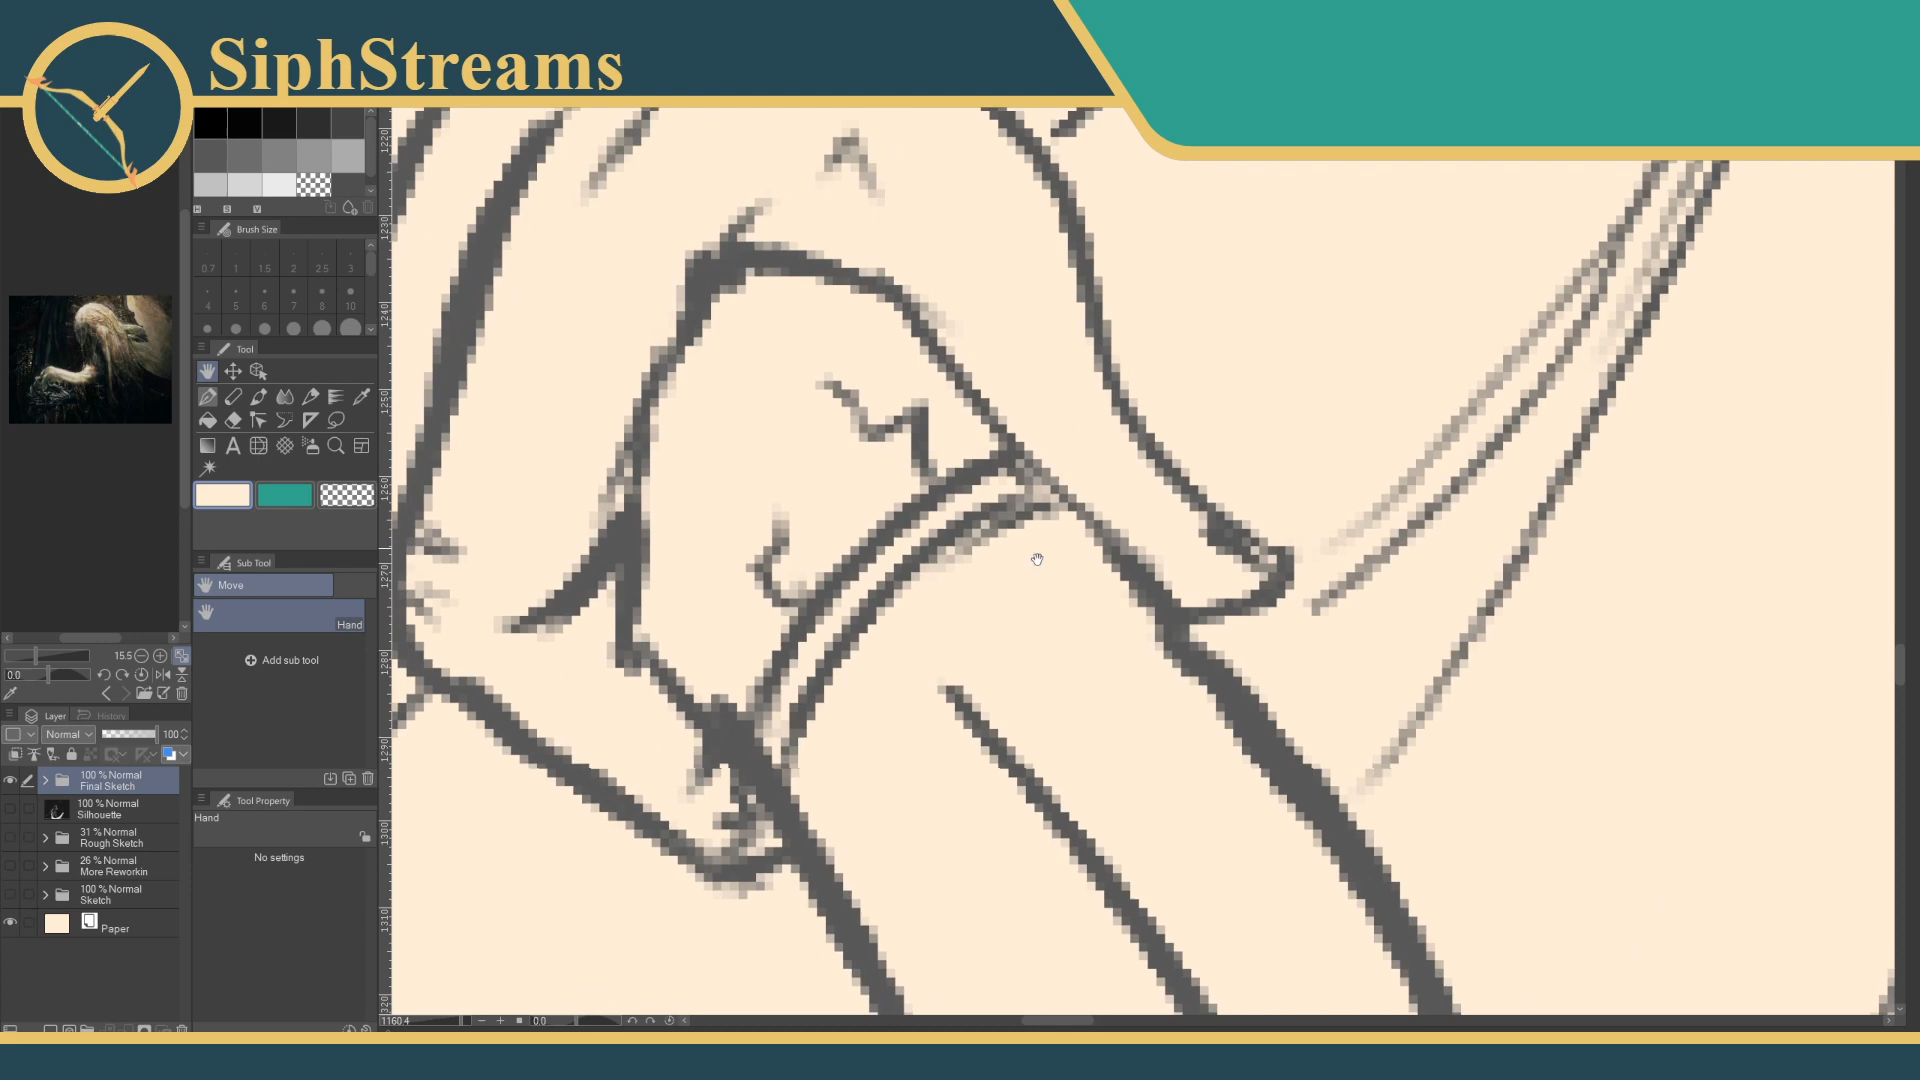 SiphStreams
Brush Size
0.7 1 1.5 2 2.5 3
4 5 6 7 8 10
Tool
Sub Tool
Move
Hand
Add sub tool
Tool Property
Hand
No settings
15.5
0.0
Layer History
Normal 100
100 % Normal
Final Sketch
100 % Normal
Silhouette
31 % Normal
Rough Sketch
26 % Normal
More Reworkin
100 % Normal
Sketch
Paper
1220
1230
1240
1250
1260
1270
1280
1290
1300
1310
320
1160.4 0.0